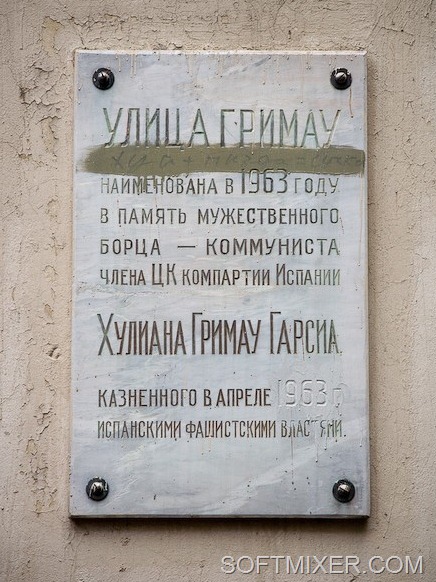 УЛИЦА ГРИМАУ
НАИМЕНОВАНА В 1963 ГОДУ
В ПАМЯТЬ МУЖЕСТВЕННОГО
БОРЦА — КОММУНИСТА
ЧЛЕНА ЦК КОМПАРТИИ ИСПАНИИ
ХУЛИАНА ГРИМАУ ГАРСИА
КАЗНЕННОГО В АПРЕЛЕ 1963 г.
ИСПАНСКИМИ ФАШИСТСКИМИ ВЛАСТЯМИ.
SOFTMIXER.COM